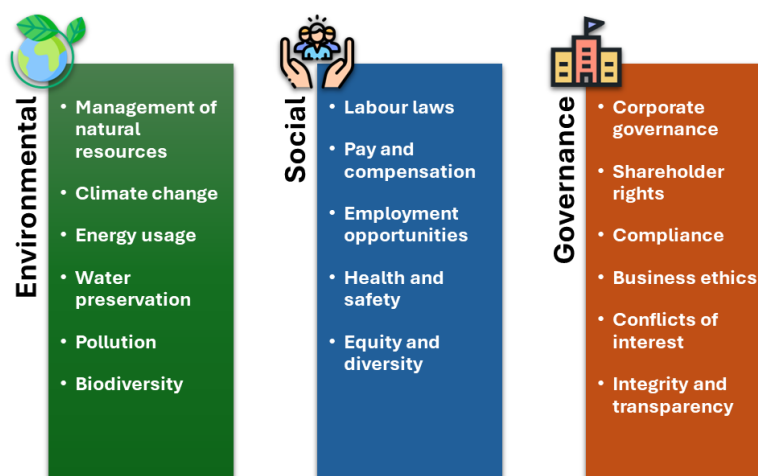 Environmental
• Management of
natural
resources
• Climate change
• Energy usage
• Water
preservation
• Pollution
• Biodiversity
Social
• Labour laws
• Pay and
compensation
• Employment
opportunities
• Health and
safety
• Equity and
diversity
Governance
• Corporate
governance
• Shareholder
rights
• Compliance
• Business ethics
• Conflicts of
interest
• Integrity and
transparency